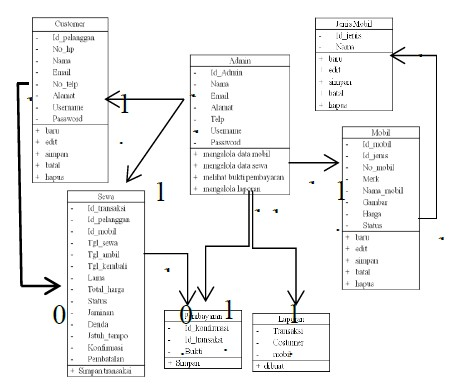 Customer
- Id_pelanggan
- No_hp
- Nama
- Email
- No_telp
- Alamat
- Username
- Password
+ baru
+ edit
+ simpan
+ batal
+ hapus
Admin
- Id_Admin
- Nama
- Email
- Alamat
- Telp
- Username
- Password
+ mengelola data mobil
+ mengelola data sewa
+ melihat bukti pembayaran
+ mengelola laporan
Jenis Mobil
- Id_jenis
- Nama
+ baru
+ edit
+ simpan
+ batal
+ hapus
Mobil
- Id_mobil
- Id_jenis
- No_mobil
- Merk
- Nama_mobil
- Gambar
- Harga
- Status
+ baru
+ edit
+ simpan
+ batal
+ hapus
Sewa
- Id_transaksi
- Id_pelanggan
- Id_mobil
- Tgl_sewa
- Tgl_ambil
- Tgl_kembali
- Lama
- Total_harga
- Status
- Jaminan
- Denda
- Jatuh_tempo
- Konfirmasi
- Pembatalan
+ Simpan transaksi
Pembayaran
- Id_konfirmasi
- Id_transaksi
- Bukti
+ Simpan
Laporan
- Transaksi
- Costumer
- mobil
+ dibuat
1
1
1
0
0
1
1